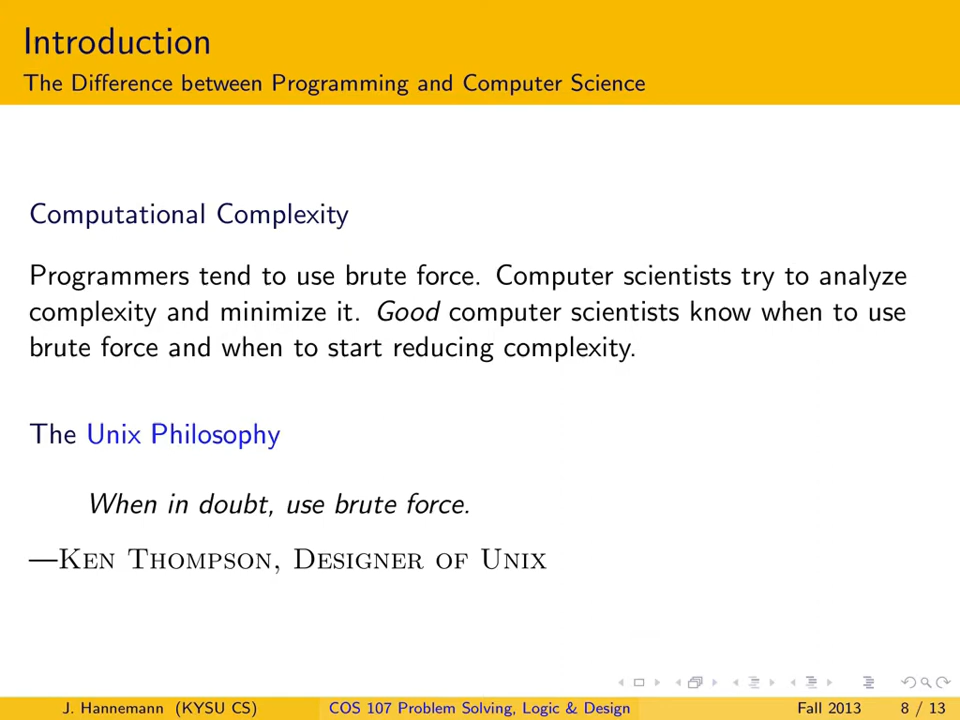 Introduction
The Difference between Programming and Computer Science
Computational Complexity
Programmers tend to use brute force. Computer scientists try to analyze
complexity and minimize it. Good computer scientists know when to use
brute force and when to start reducing complexity.
The Unix Philosophy
When in doubt, use brute force.
—Ken Thompson, Designer of Unix
J. Hannemann (KYSU CS) COS 107 Problem Solving, Logic & Design Fall 2013 8 / 13